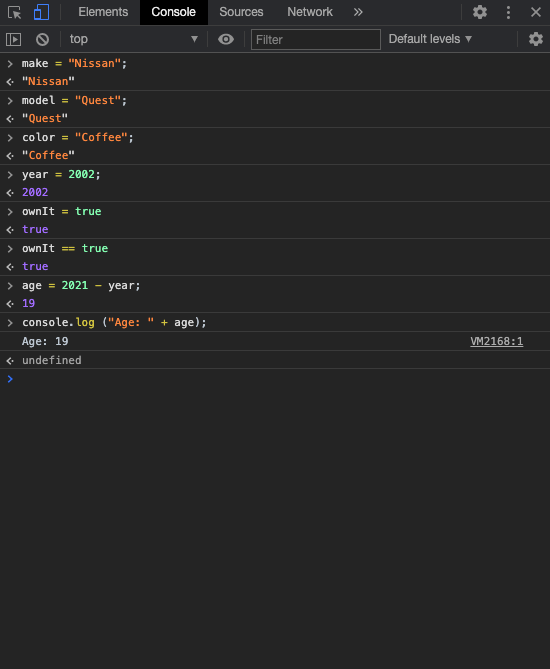 Elements Console Sources Network »
top Filter Default levels
make = "Nissan";
"Nissan"
model = "Quest";
"Quest"
color = "Coffee";
"Coffee"
year = 2002;
2002
ownIt = true
true
ownIt == true
true
age = 2021 - year;
19
console.log ("Age: " + age);
Age: 19 VM2168:1
undefined